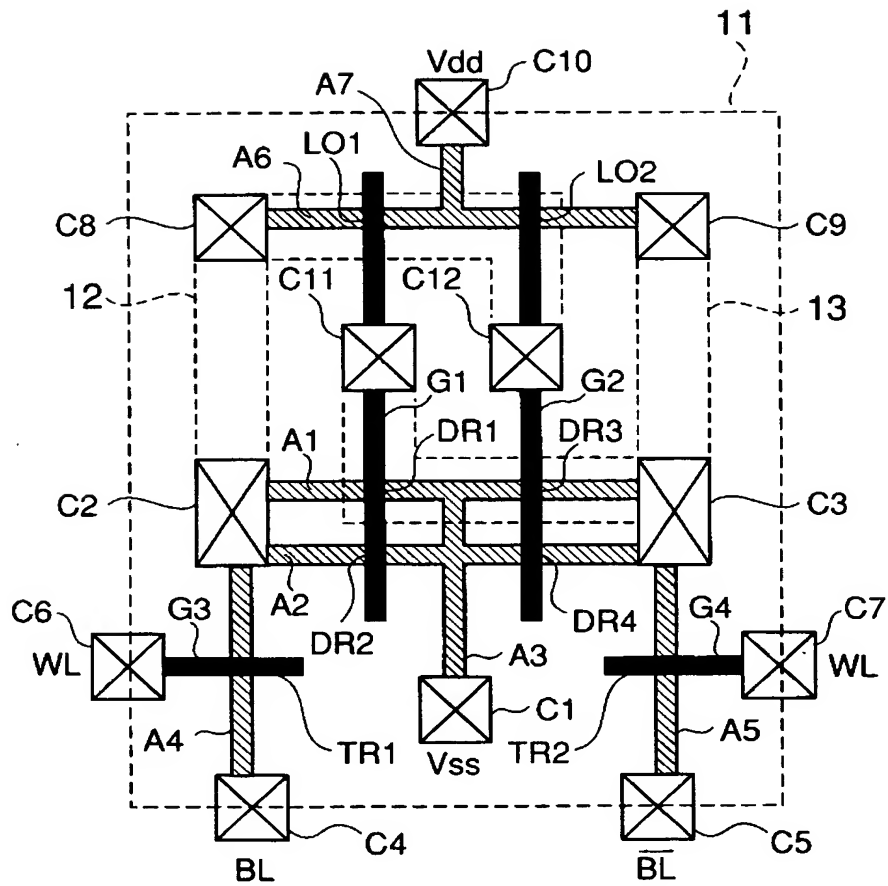 11
Vdd
C10
A7
LO1
A6
LO2
C8
C9
12
C11
C12
13
G1
G2
DR1
DR3
A1
C2
C3
A2
C6
G3
DR2
DR4
G4
C7
WL
A3
WL
A4
TR1
C1
TR2
A5
Vss
C4
C5
BL
B̅L̅